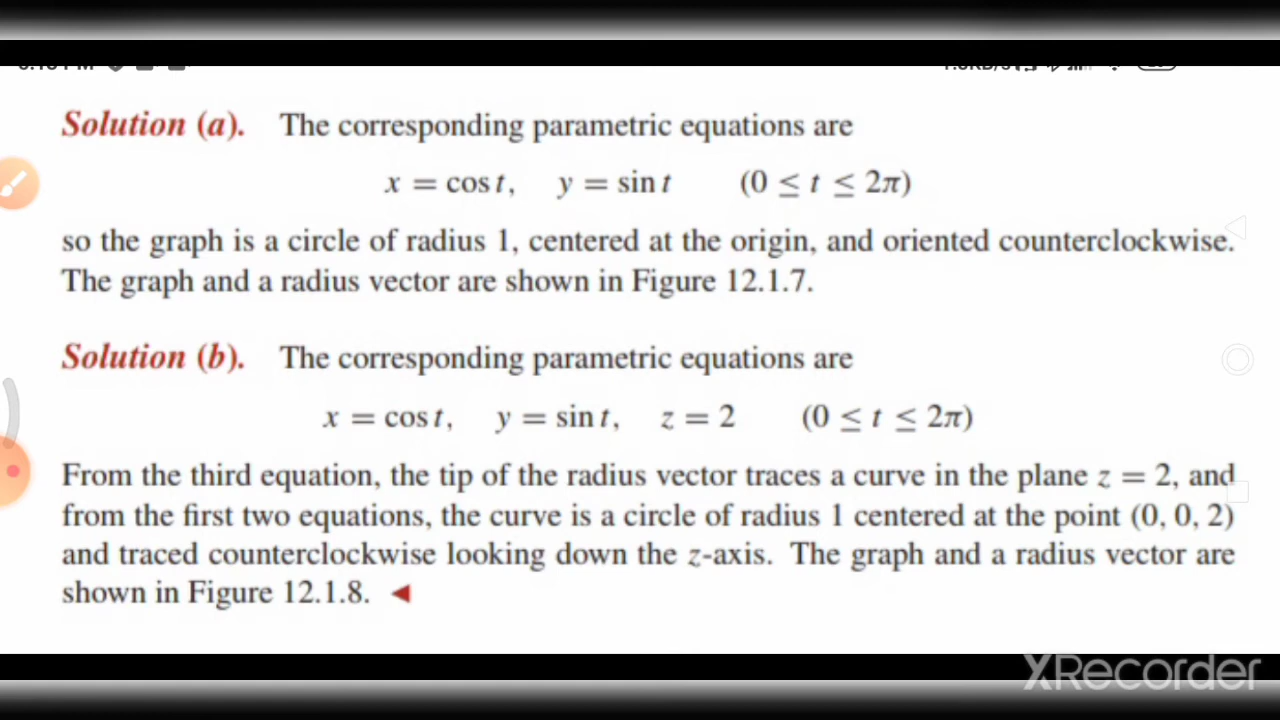 Solution (a). The corresponding parametric equations are
x = cos t, y = sin t (0 ≤ t ≤ 2π)
so the graph is a circle of radius 1, centered at the origin, and oriented counterclockwise.
The graph and a radius vector are shown in Figure 12.1.7.
Solution (b). The corresponding parametric equations are
x = cos t, y = sin t, z = 2 (0 ≤ t ≤ 2π)
From the third equation, the tip of the radius vector traces a curve in the plane z = 2, and
from the first two equations, the curve is a circle of radius 1 centered at the point (0, 0, 2)
and traced counterclockwise looking down the z-axis. The graph and a radius vector are
shown in Figure 12.1.8. ◄
XRecorder